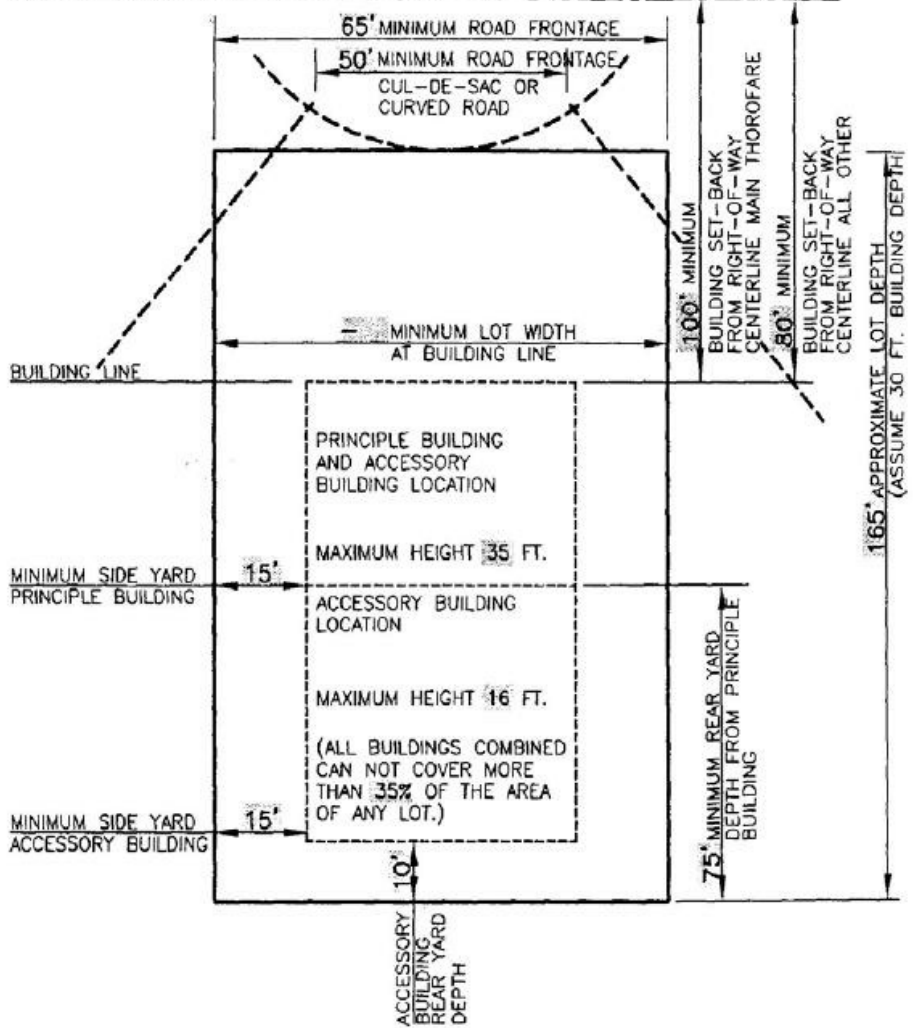 65' MINIMUM ROAD FRONTAGE
50' MINIMUM ROAD FRONTAGE
CUL-DE-SAC OR
CURVED ROAD
100' MINIMUM
BUILDING SET-BACK
FROM RIGHT-OF-WAY
CENTERLINE MAIN THOROFARE
80' MINIMUM
BUILDING SET-BACK
FROM RIGHT-OF-WAY
CENTERLINE ALL OTHER
165' APPROXIMATE LOT DEPTH
(ASSUME 30 FT. BUILDING DEPTH)
- MINIMUM LOT WIDTH
AT BUILDING LINE
BUILDING LINE
PRINCIPLE BUILDING
AND ACCESSORY
BUILDING LOCATION
MAXIMUM HEIGHT 35 FT.
MINIMUM SIDE YARD
PRINCIPLE BUILDING
15'
ACCESSORY BUILDING
LOCATION
MAXIMUM HEIGHT 16 FT.
(ALL BUILDINGS COMBINED
CAN NOT COVER MORE
THAN 35% OF THE AREA
OF ANY LOT.)
75' MINIMUM REAR YARD
DEPTH FROM PRINCIPLE
BUILDING
MINIMUM SIDE YARD
ACCESSORY BUILDING
15'
10'
ACCESSORY
BUILDING
REAR YARD
DEPTH